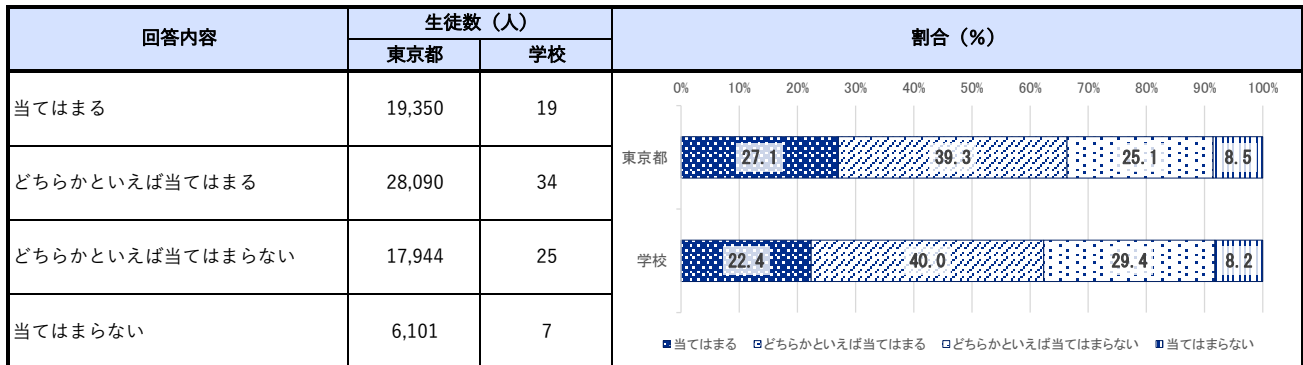 回答内容 生徒数（人） 割合（％）
東京都 学校
当てはまる 19,350 19
どちらかといえば当てはまる 28,090 34
どちらかといえば当てはまらない 17,944 25
当てはまらない 6,101 7
0% 10% 20% 30% 40% 50% 60% 70% 80% 90% 100%
東京都 27.1 39.3 25.1 8.5
学校 22.4 40.0 29.4 8.2
当てはまる どちらかといえば当てはまる どちらかといえば当てはまらない 当てはまらない